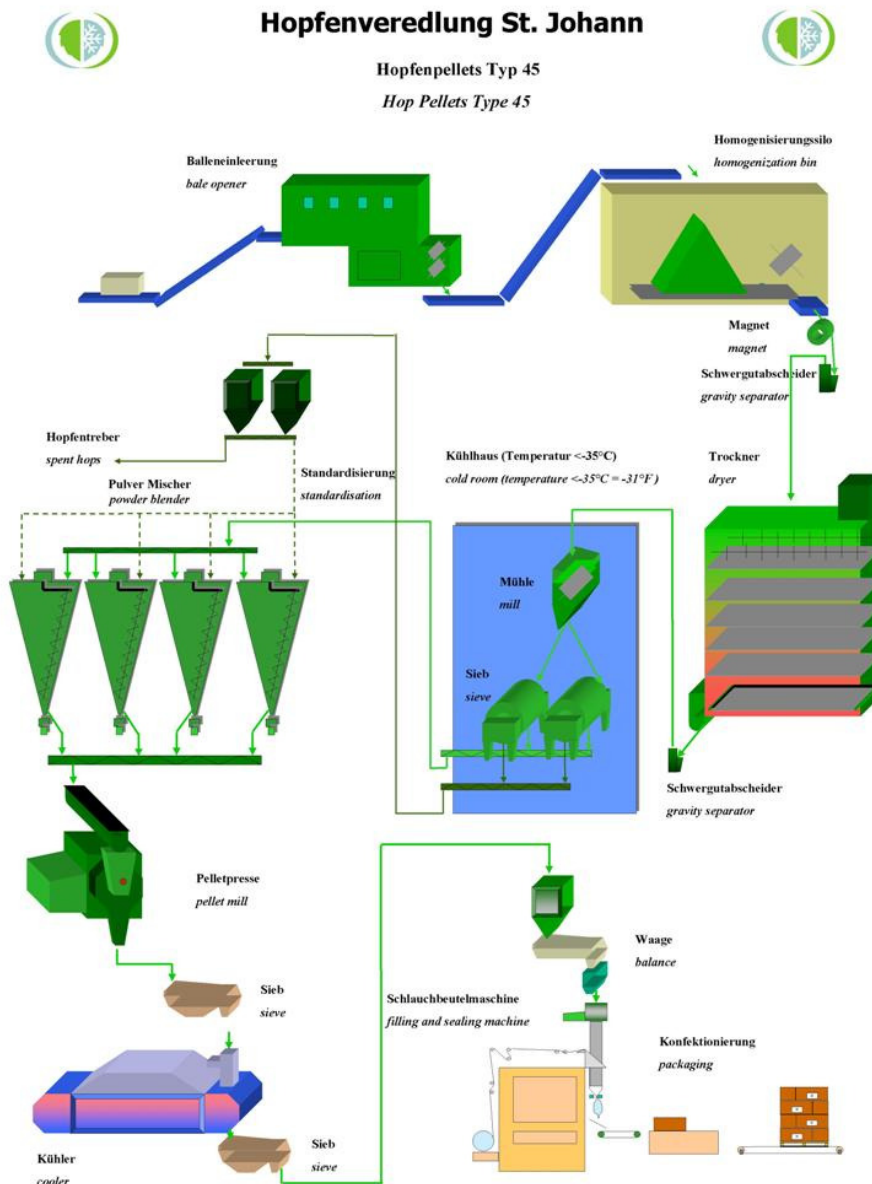 Hopfenveredlung St. Johann
Hopfenpellets Typ 45
Hop Pellets Type 45
Balleneinleerung
bale opener
Homogenisierungssilo
homogenization bin
Magnet
magnet
Schwergutabscheider
gravity separator
Hopfentreber
spent hops
Standardisierung
standardisation
Pulver Mischer
powder blender
Kühlhaus (Temperatur <-35°C)
cold room (temperature <-35°C = -31°F )
Trockner
dryer
Mühle
mill
Sieb
sieve
Schwergutabscheider
gravity separator
Pelletpresse
pellet mill
Sieb
sieve
Waage
balance
Schlauchbeutelmaschine
filling and sealing machine
Konfektionierung
packaging
Sieb
sieve
Kühler
cooler